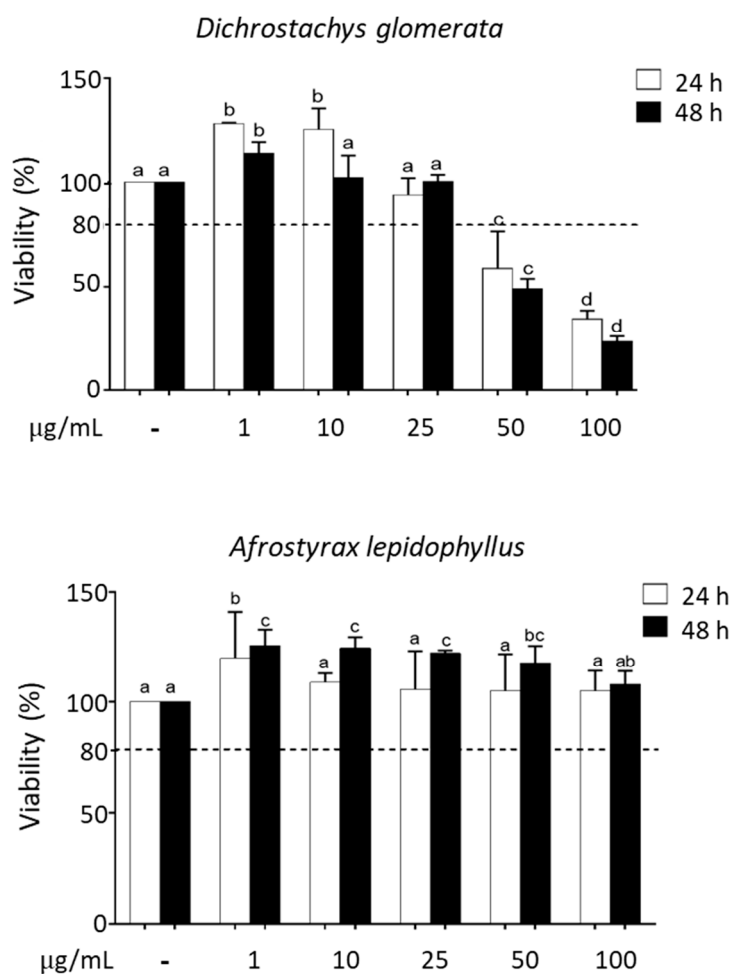 Dichrostachys glomerata
150
24 h
48 h
b
b
b
a
a a
a a
100
80
c
c
50
d
d
0
Viability (%)
µg/mL - 1 10 25 50 100
Afrostyrax lepidophyllus
150
24 h
48 h
b
c
a
c
a
c
a
bc
a
ab
a a
100
80
50
0
Viability (%)
µg/mL - 1 10 25 50 100